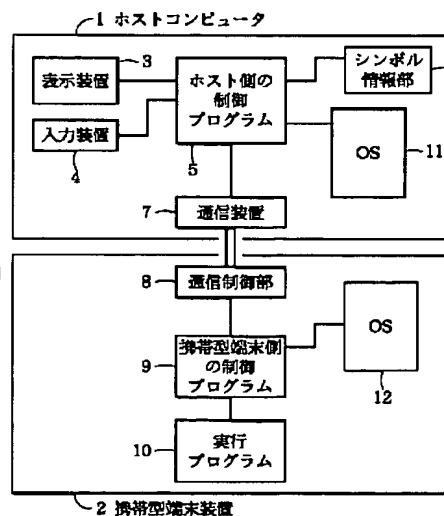 1 ホストコンピュータ
3
表示装置
ホスト側の
制御
プログラム
シンボル
情報部
入力装置
4
5
OS
11
7
通信装置
8
通信制御部
携帯型端末側
の制御
プログラム
9
OS
12
10
実行
プログラム
2 携帯型端末装置